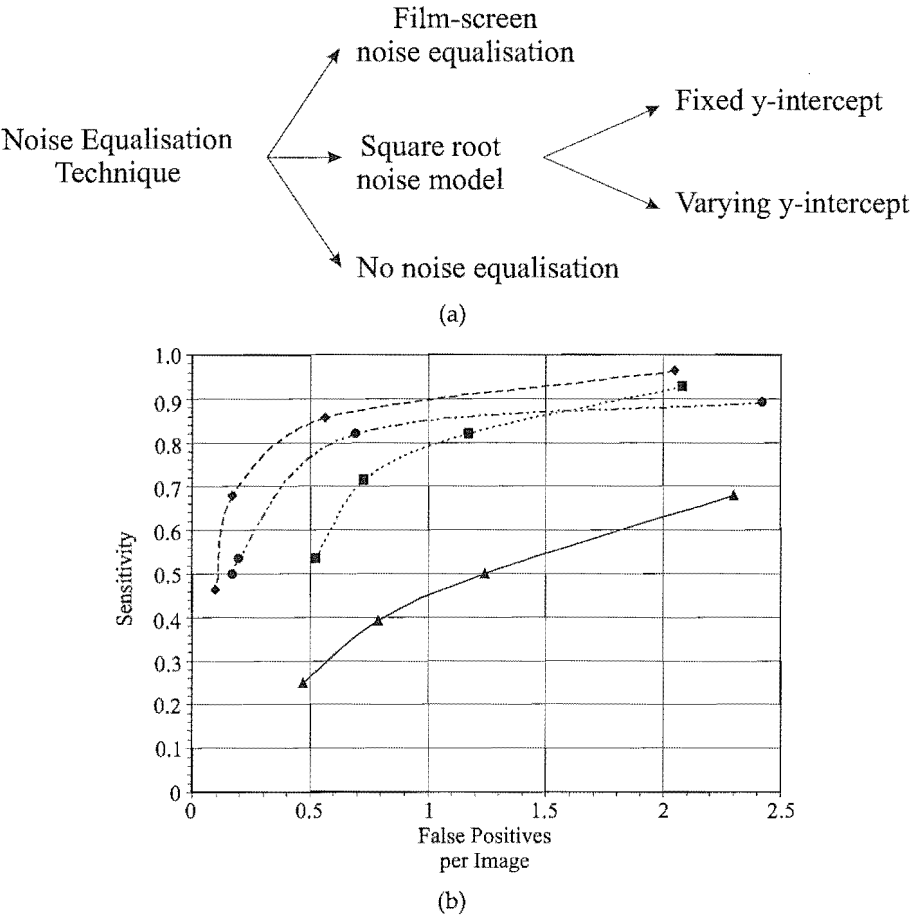 Film-screen
noise equalisation
Fixed y-intercept
Noise Equalisation
Technique
Square root
noise model
Varying y-intercept
No noise equalisation
(a)
1.0
0.9
0.8
0.7
0.6
0.5
0.4
0.3
0.2
0.1
0
Sensitivity
0 0.5 1 1.5 2 2.5
False Positives
per Image
(b)